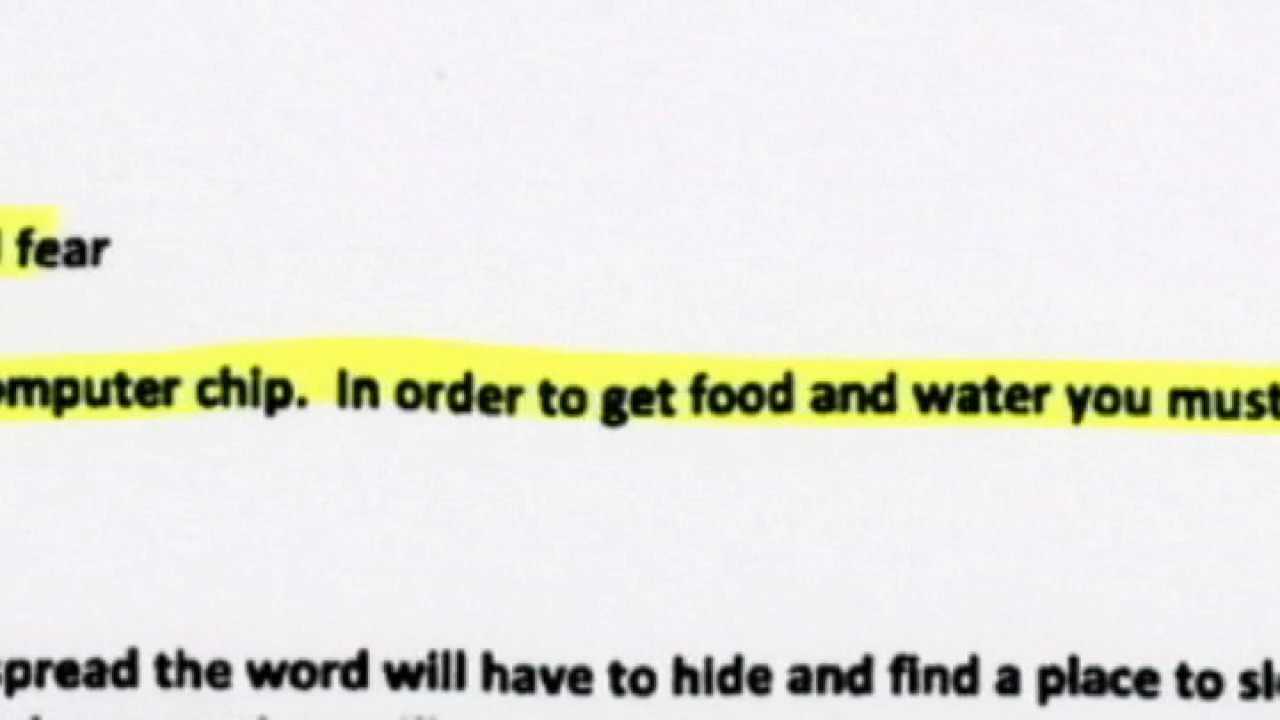 fear
omputer chip.  In order to get food and water you must
spread the word will have to hide and find a place to